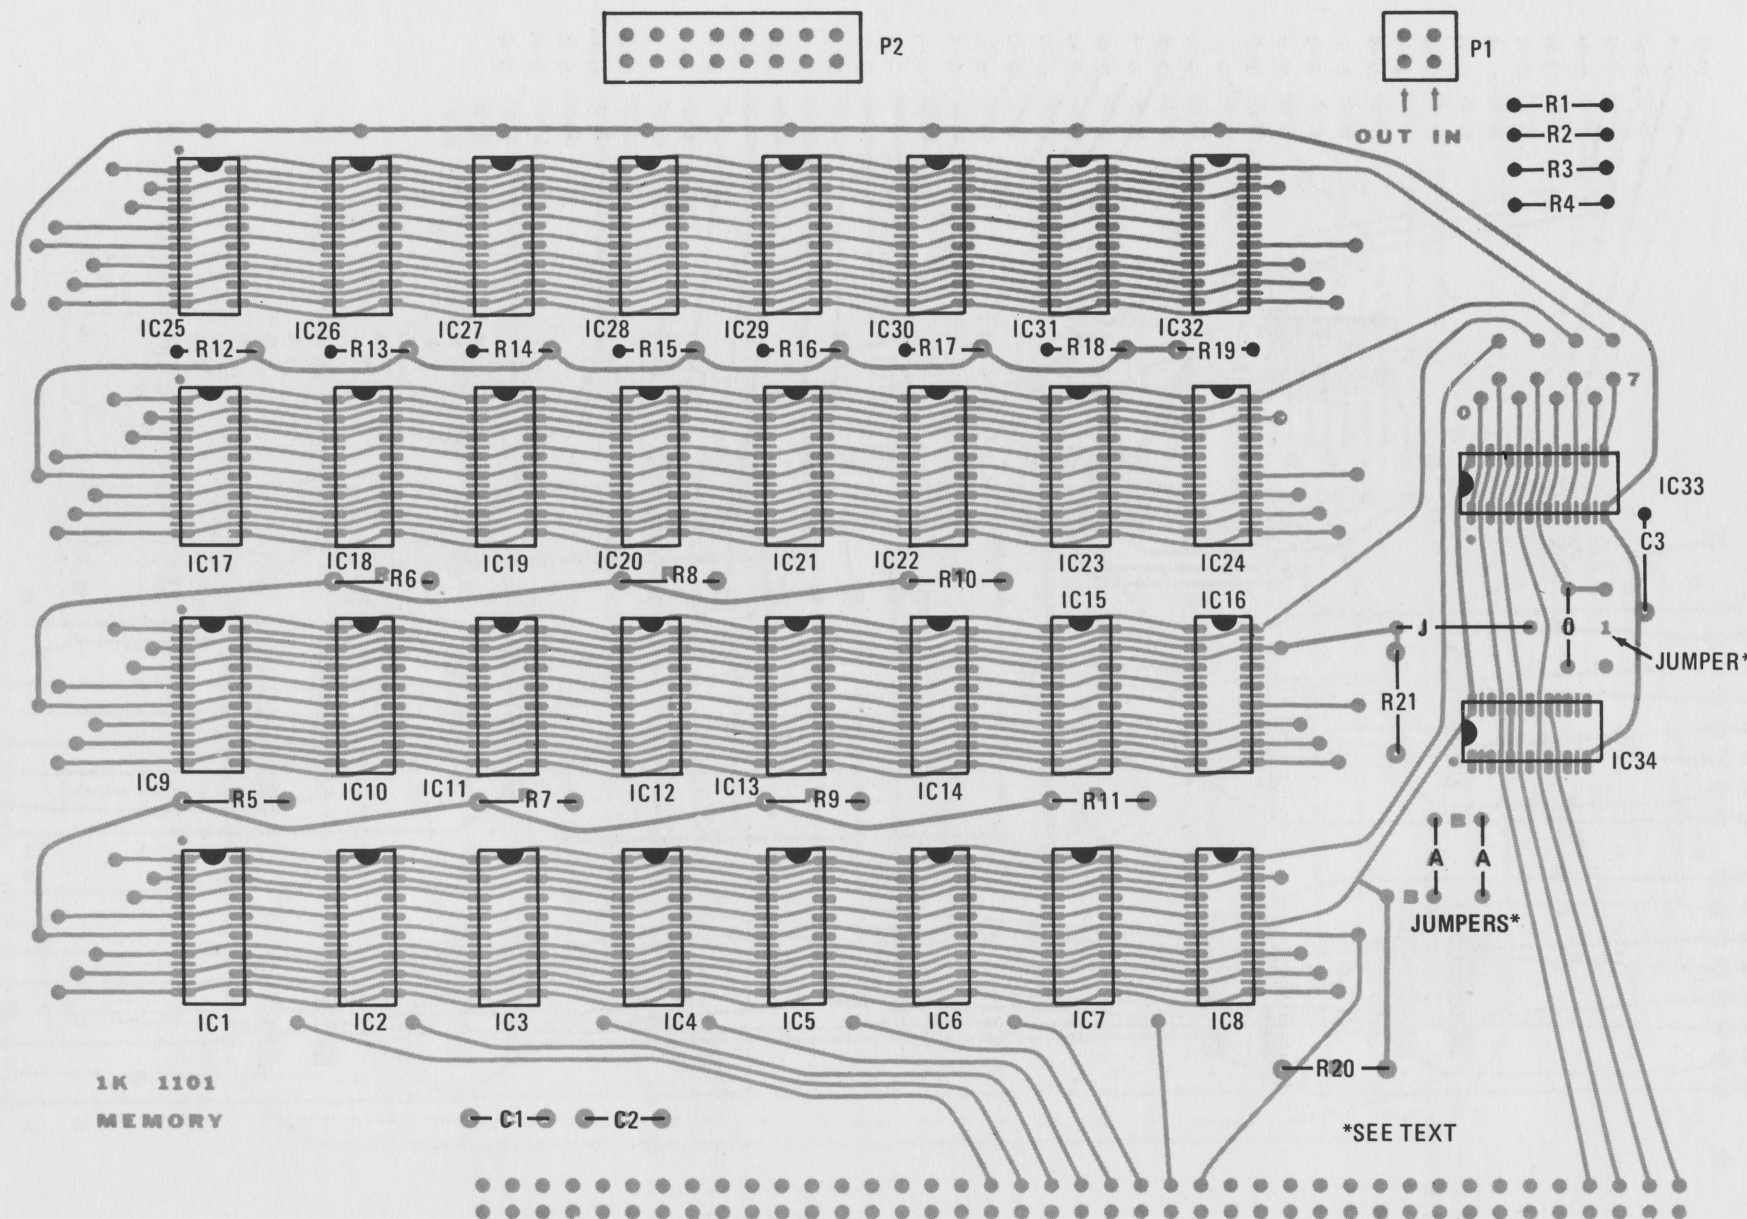 P2
P1
OUT IN
R1
R2
R3
R4
IC25 IC26 IC27 IC28 IC29 IC30 IC31 IC32
R12 R13 R14 R15 R16 R17 R18 R19
7
0
IC33
C3
IC17 IC18 IC19 IC20 IC21 IC22 IC23 IC24
R6 R8 R10
IC15 IC16
J 0 1
JUMPER*
R21
IC34
IC9 IC10 IC11 IC12 IC13 IC14
R5 R7 R9 R11
B
A A
B
JUMPERS*
IC1 IC2 IC3 IC4 IC5 IC6 IC7 IC8
R20
1K 1101
MEMORY
C1 C2
*SEE TEXT